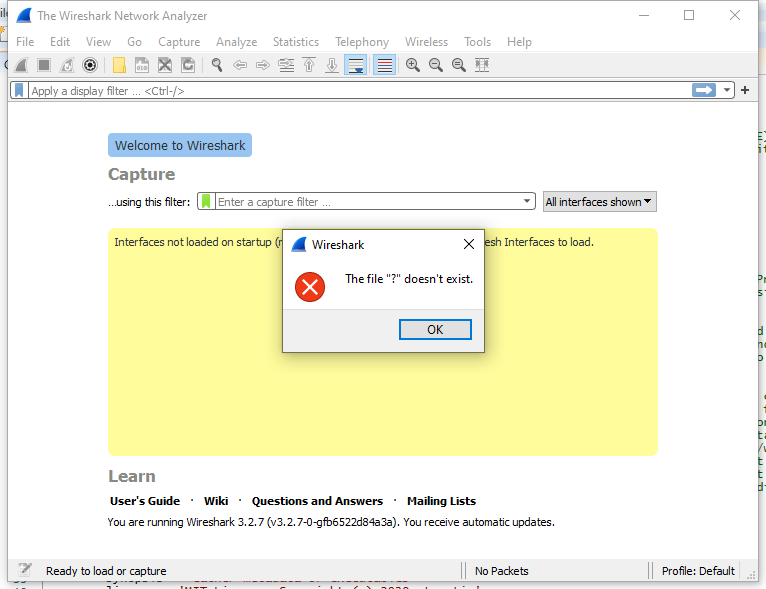 The Wireshark Network Analyzer
File Edit View Go Capture Analyze Statistics Telephony Wireless Tools Help
Apply a display filter ... <Ctrl-/>
Welcome to Wireshark
Capture
...using this filter: Enter a capture filter ... All interfaces shown
Interfaces not loaded on startup Interfaces to load.
Wireshark
The file "?" doesn't exist.
OK
Learn
User's Guide · Wiki · Questions and Answers · Mailing Lists
You are running Wireshark 3.2.7 (v3.2.7-0-gfb6522d84a3a). You receive automatic updates.
Ready to load or capture No Packets Profile: Default